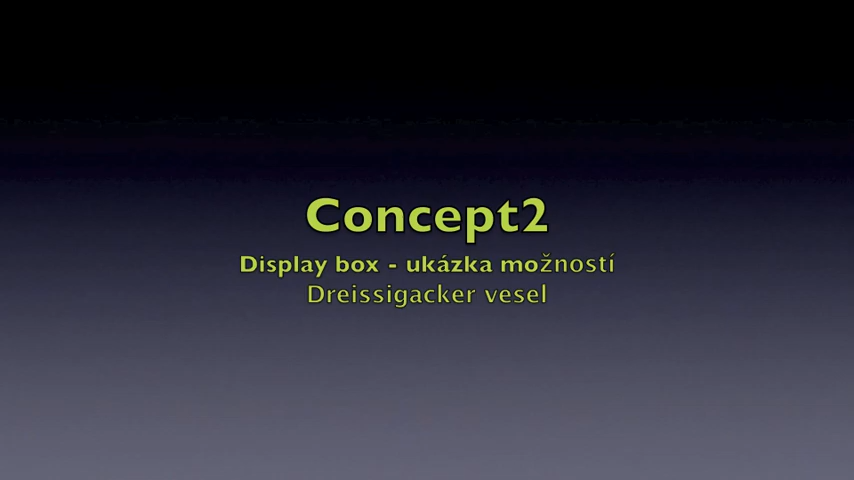 Concept2
Display box - ukázka možností
Dreissigacker vesel